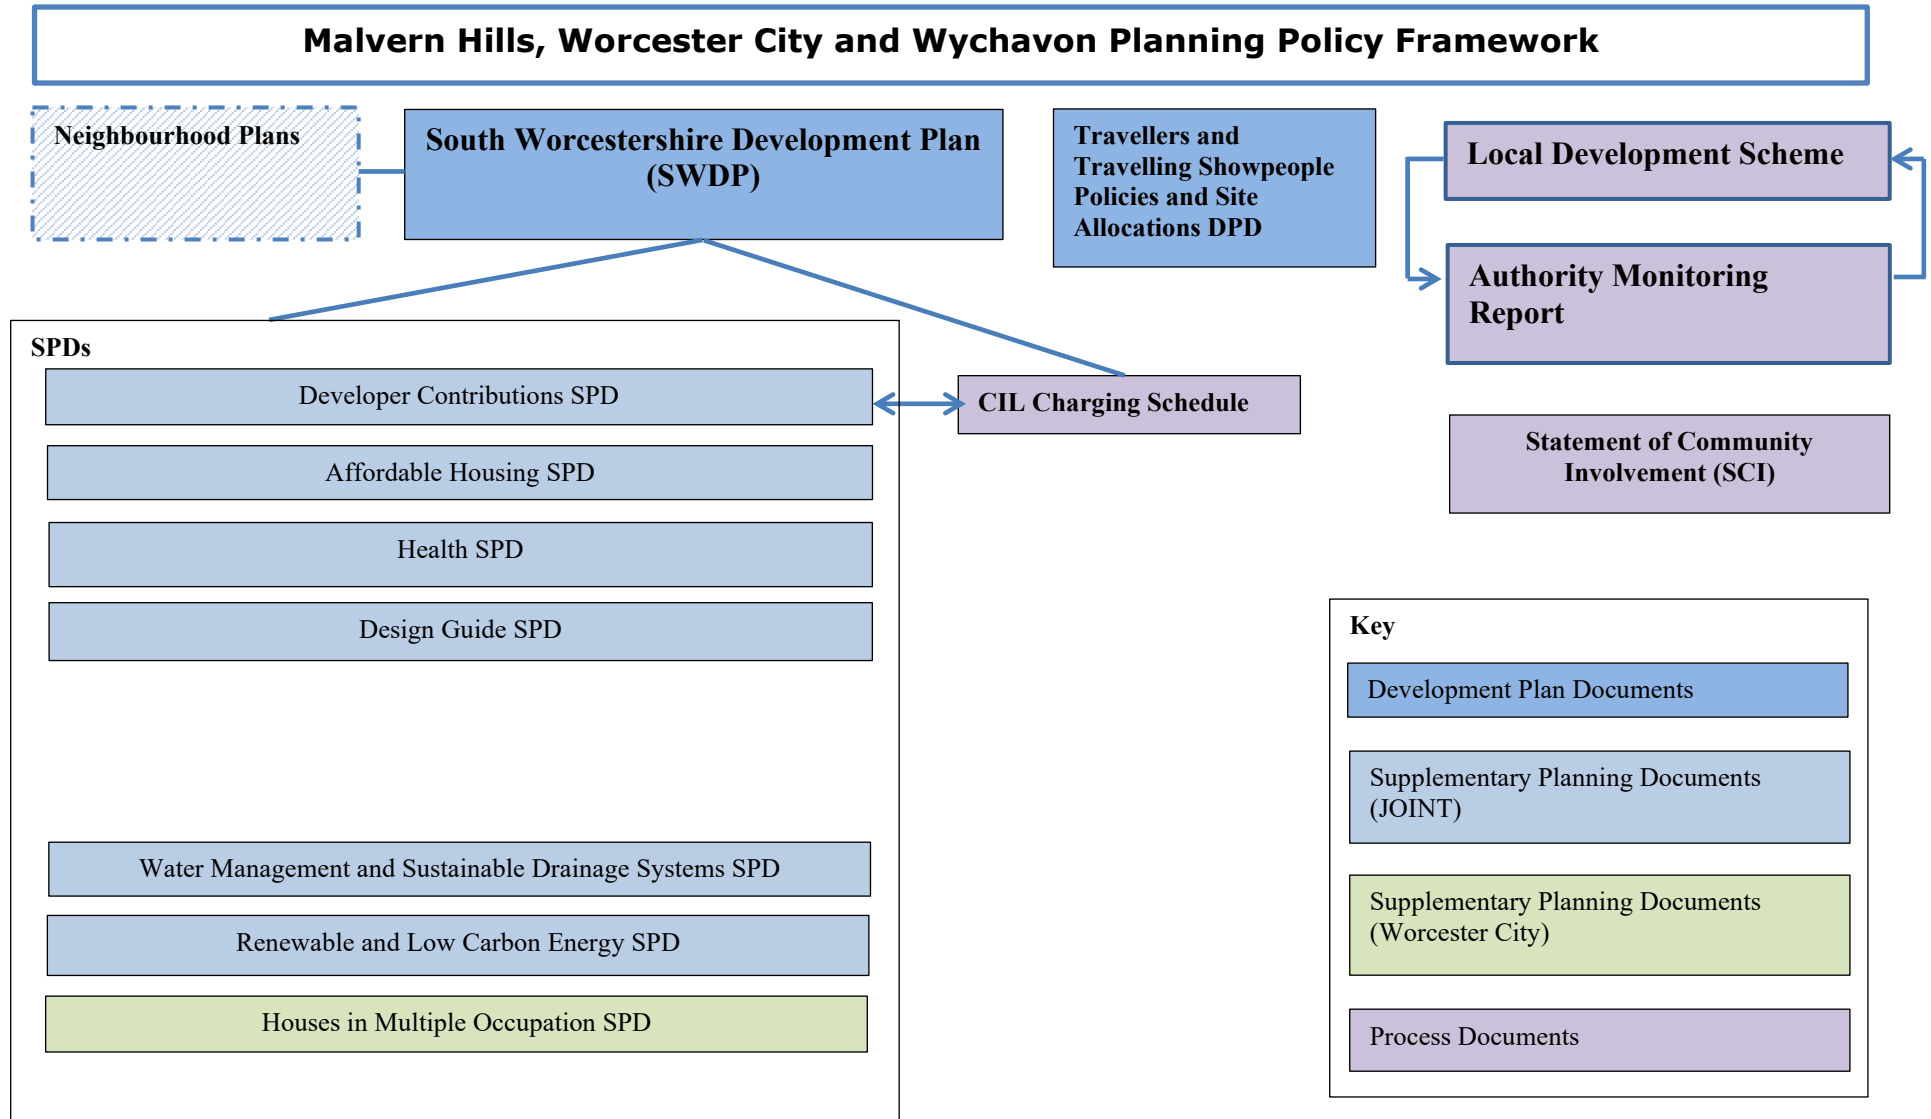 Malvern Hills, Worcester City and Wychavon Planning Policy Framework
Neighbourhood Plans
South Worcestershire Development Plan
(SWDP)
Travellers and
Travelling Showpeople
Policies and Site
Allocations DPD
Local Development Scheme
Authority Monitoring
Report
SPDs
Developer Contributions SPD
CIL Charging Schedule
Statement of Community
Involvement (SCI)
Affordable Housing SPD
Health SPD
Design Guide SPD
Water Management and Sustainable Drainage Systems SPD
Renewable and Low Carbon Energy SPD
Houses in Multiple Occupation SPD
Key
Development Plan Documents
Supplementary Planning Documents
(JOINT)
Supplementary Planning Documents
(Worcester City)
Process Documents